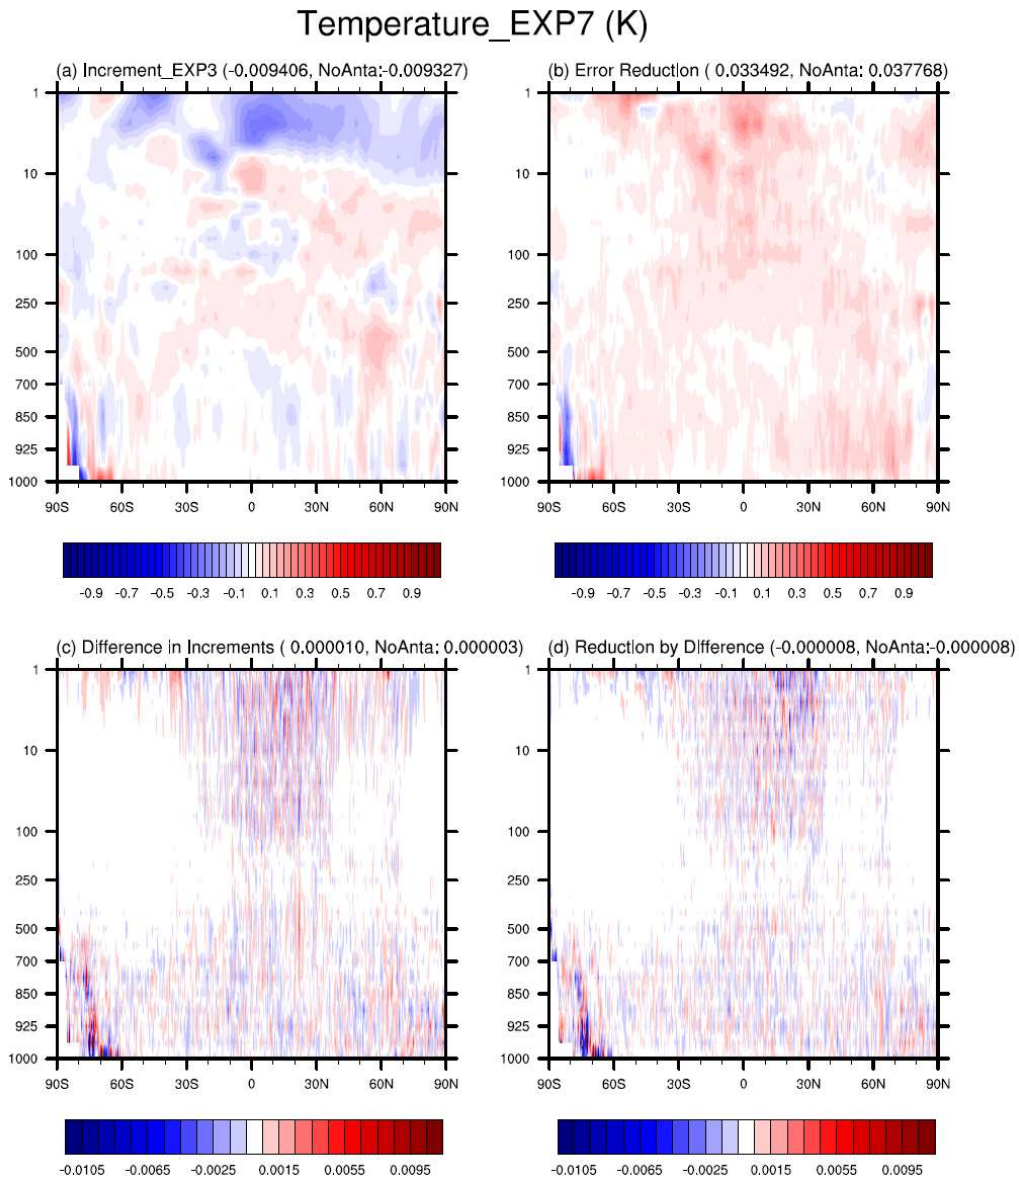 Temperature_EXP7 (K)
(a) Increment_EXP3 (-0.009406, NoAnta:-0.009327)
(b) Error Reduction ( 0.033492, NoAnta: 0.037768)
1
10
100
250
500
700
850
925
1000
90S 60S 30S 0 30N 60N 90N
1
10
100
250
500
700
850
925
1000
90S 60S 30S 0 30N 60N 90N
-0.9 -0.7 -0.5 -0.3 -0.1 0.1 0.3 0.5 0.7 0.9
-0.9 -0.7 -0.5 -0.3 -0.1 0.1 0.3 0.5 0.7 0.9
(c) Difference in Increments ( 0.000010, NoAnta: 0.000003)
(d) Reduction by Difference (-0.000008, NoAnta:-0.000008)
1
10
100
250
500
700
850
925
1000
90S 60S 30S 0 30N 60N 90N
1
10
100
250
500
700
850
925
1000
90S 60S 30S 0 30N 60N 90N
-0.0105 -0.0065 -0.0025 0.0015 0.0055 0.0095
-0.0105 -0.0065 -0.0025 0.0015 0.0055 0.0095